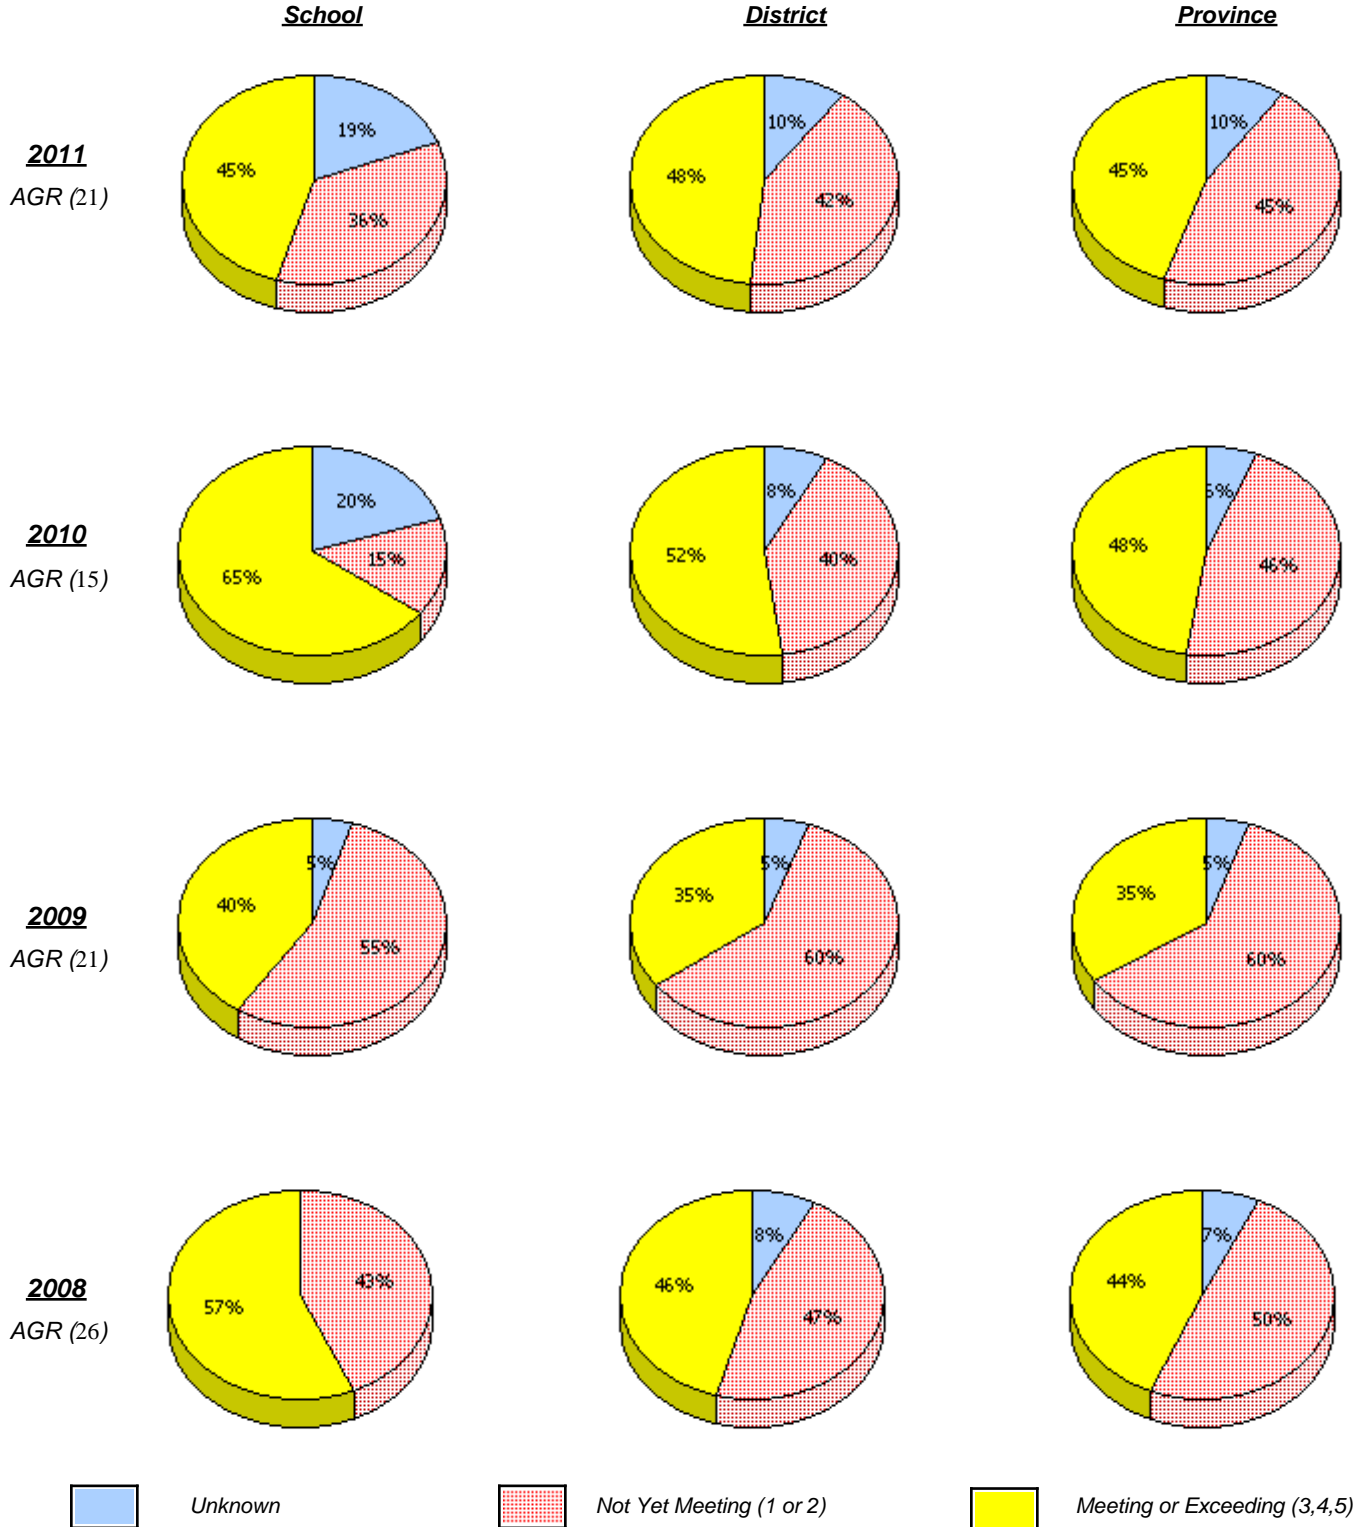 School District Province
19% 10% 10%
2011
45% 48% 45%
AGR (21)
36% 42% 45%
20% 8%
2010
65% 15% 52% 40% 48% 46%
AGR (15)
5% 5% 5%
2009
40% 55% 35% 60% 35% 60%
AGR (21)
8% 7%
2008
57% 43% 46% 47% 44% 50%
AGR (26)
Unknown Not Yet Meeting (1 or 2) Meeting or Exceeding (3,4,5)